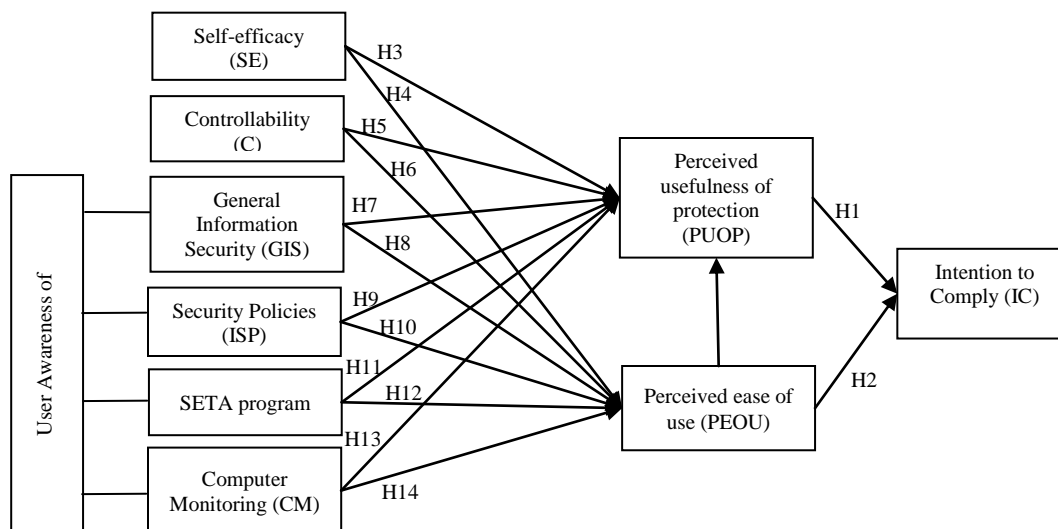 Self-efficacy
(SE)
Controllability
(C)
General
Information
Security (GIS)
Security Policies
(ISP)
SETA program
Computer
Monitoring (CM)
User Awareness of
H3
H4
H5
H6
H7
H8
H9
H10
H11
H12
H13
H14
Perceived
usefulness of
protection
(PUOP)
Perceived ease of
use (PEOU)
H1
H2
Intention to
Comply (IC)